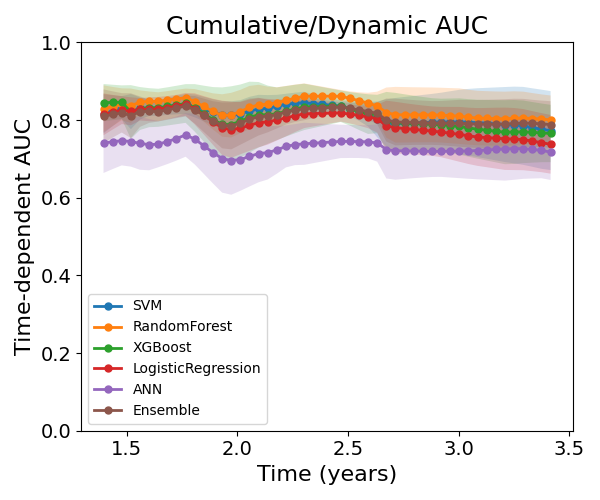 Cumulative/Dynamic AUC
Time-dependent AUC
1.0
0.8
0.6
0.4
0.2
0.0
SVM
RandomForest
XGBoost
LogisticRegression
ANN
Ensemble
1.5 2.0 2.5 3.0 3.5
Time (years)